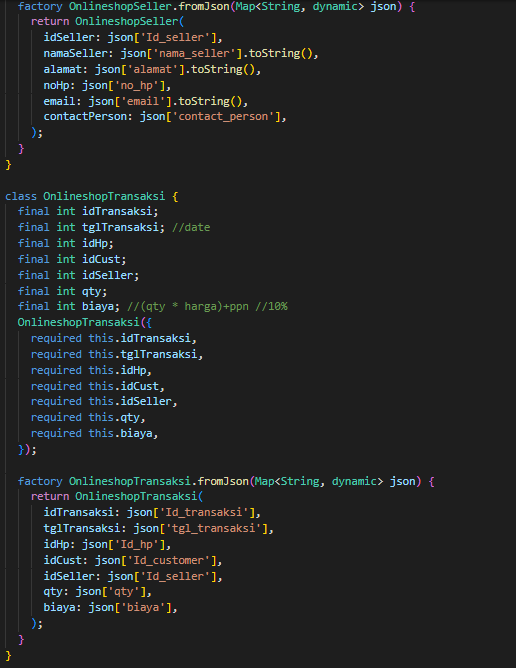 factory OnlineshopSeller.fromJson(Map<String, dynamic> json) {
return OnlineshopSeller(
idSeller: json['Id_seller'],
namaSeller: json['nama_seller'].toString(),
alamat: json['alamat'].toString(),
noHp: json['no_hp'],
email: json['email'].toString(),
contactPerson: json['contact_person'],
);
}
}
class OnlineshopTransaksi {
final int idTransaksi;
final int tglTransaksi; //date
final int idHp;
final int idCust;
final int idSeller;
final int qty;
final int biaya; //(qty * harga)+ppn //10%
OnlineshopTransaksi({
required this.idTransaksi,
required this.tglTransaksi,
required this.idHp,
required this.idCust,
required this.idSeller,
required this.qty,
required this.biaya,
});
factory OnlineshopTransaksi.fromJson(Map<String, dynamic> json) {
return OnlineshopTransaksi(
idTransaksi: json['Id_transaksi'],
tglTransaksi: json['tgl_transaksi'],
idHp: json['Id_hp'],
idCust: json['Id_customer'],
idSeller: json['Id_seller'],
qty: json['qty'],
biaya: json['biaya'],
);
}
}